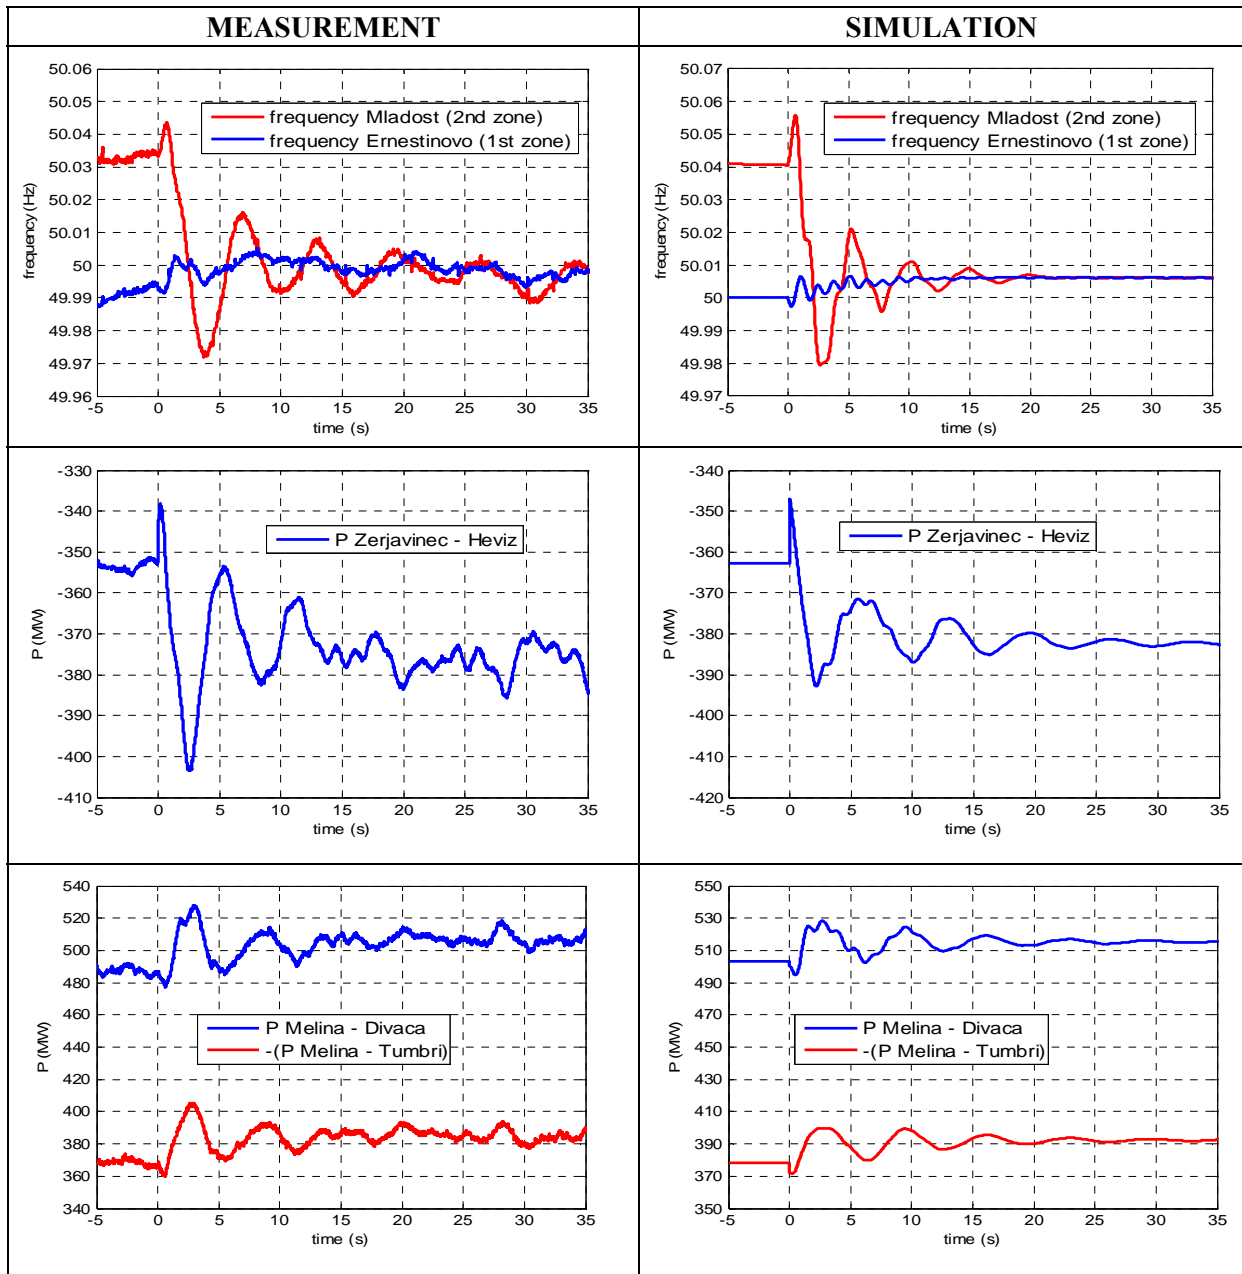 MEASUREMENT
SIMULATION
50.06
50.05
50.04
50.03
50.02
50.01
50
49.99
49.98
49.97
49.96
frequency (Hz)
frequency Mladost (2nd zone)
frequency Ernestinovo (1st zone)
-5 0 5 10 15 20 25 30 35
time (s)
50.07
50.06
50.05
50.04
50.03
50.02
50.01
50
49.99
49.98
49.97
frequency (Hz)
frequency Mladost (2nd zone)
frequency Ernestinovo (1st zone)
-5 0 5 10 15 20 25 30 35
time (s)
-330
-340
-350
-360
-370
-380
-390
-400
-410
P (MW)
P Zerjavinec - Heviz
-5 0 5 10 15 20 25 30 35
time (s)
-340
-350
-360
-370
-380
-390
-400
-410
-420
P (MW)
P Zerjavinec - Heviz
-5 0 5 10 15 20 25 30 35
time (s)
540
520
500
480
460
440
420
400
380
360
340
P (MW)
P Melina - Divaca
-(P Melina - Tumbri)
-5 0 5 10 15 20 25 30 35
time (s)
550
530
510
490
470
450
430
410
390
370
350
P (MW)
P Melina - Divaca
-(P Melina - Tumbri)
-5 0 5 10 15 20 25 30 35
time (s)